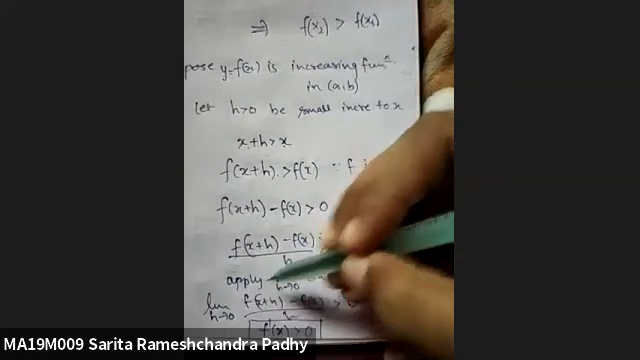 ⇒ f(x₂) > f(x₁)
pose y=f(x) is increasing funⁿ.
in (a,b)
Let h>0 be small incre to x
x+h>x
f(x+h) >f(x) ∵ f i
f(x+h) -f(x) > 0
f(x+h) -f(x)
h
apply h→0
lim h→0 f(x+h) - f(x) >
h
f'(x) > 0
MA19M009 Sarita Rameshchandra Padhy